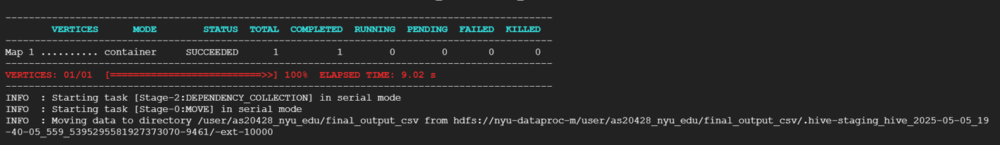 ----------------------------------------------------------------------------------------------
VERTICES MODE STATUS TOTAL COMPLETED RUNNING PENDING FAILED KILLED
----------------------------------------------------------------------------------------------
Map 1 .......... container SUCCEEDED 1 1 0 0 0 0
----------------------------------------------------------------------------------------------
VERTICES: 01/01 [==========================>>] 100% ELAPSED TIME: 9.02 s
----------------------------------------------------------------------------------------------
INFO : Starting task [Stage-2:DEPENDENCY_COLLECTION] in serial mode
INFO : Starting task [Stage-0:MOVE] in serial mode
INFO : Moving data to directory /user/as20428_nyu_edu/final_output_csv from hdfs://nyu-dataproc-m/user/as20428_nyu_edu/final_output_csv/.hive-staging_hive_2025-05-05_19
-40-05_559_5395295581927373070-9461/-ext-10000